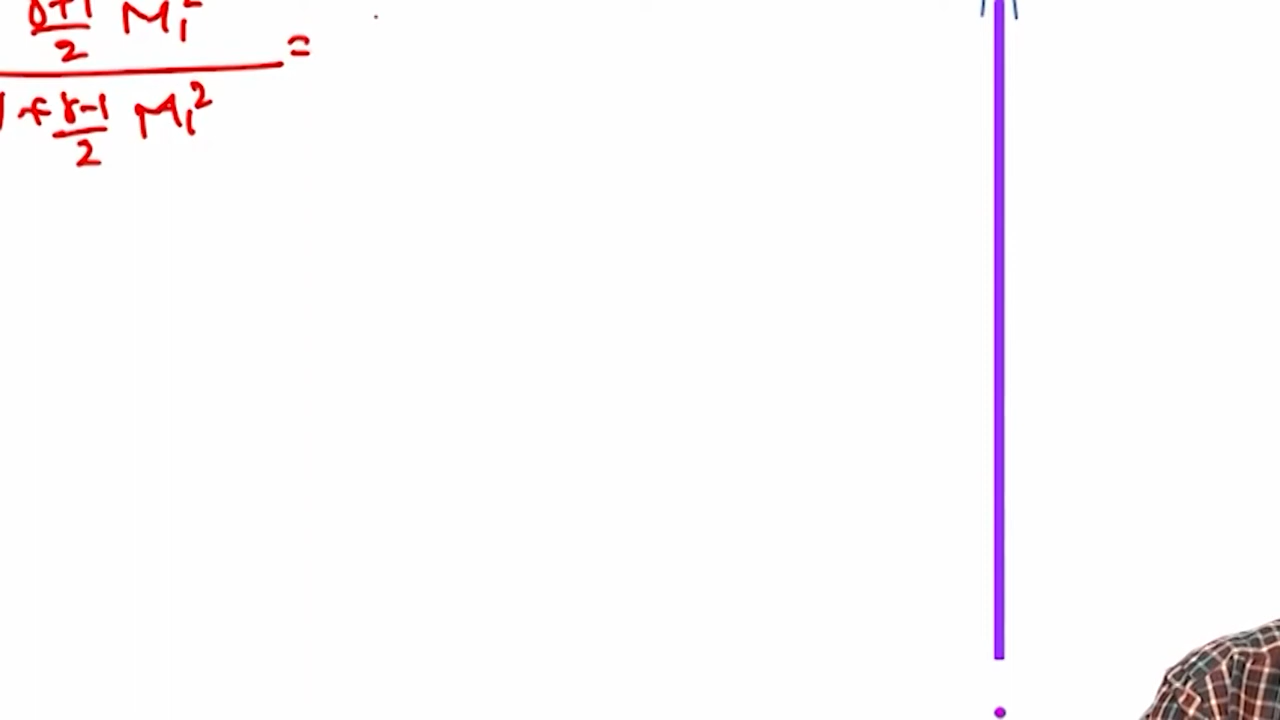 γ+1/2 M₁² =
1 + γ-1/2 M₁²